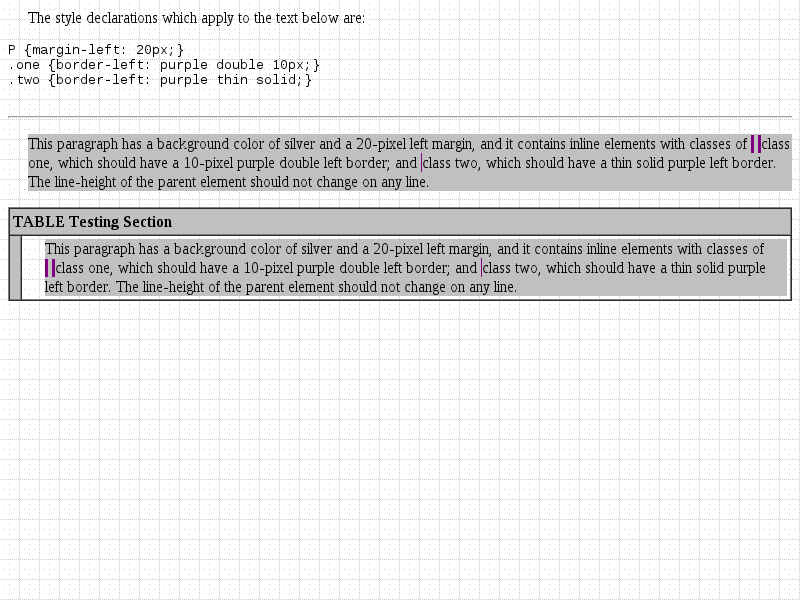 The style declarations which apply to the text below are:
P {margin-left: 20px;}
.one {border-left: purple double 10px;}
.two {border-left: purple thin solid;}
This paragraph has a background color of silver and a 20-pixel left margin, and it contains inline elements with classes of class
one, which should have a 10-pixel purple double left border; and class two, which should have a thin solid purple left border.
The line-height of the parent element should not change on any line.
TABLE Testing Section
This paragraph has a background color of silver and a 20-pixel left margin, and it contains inline elements with classes of
class one, which should have a 10-pixel purple double left border; and class two, which should have a thin solid purple
left border. The line-height of the parent element should not change on any line.